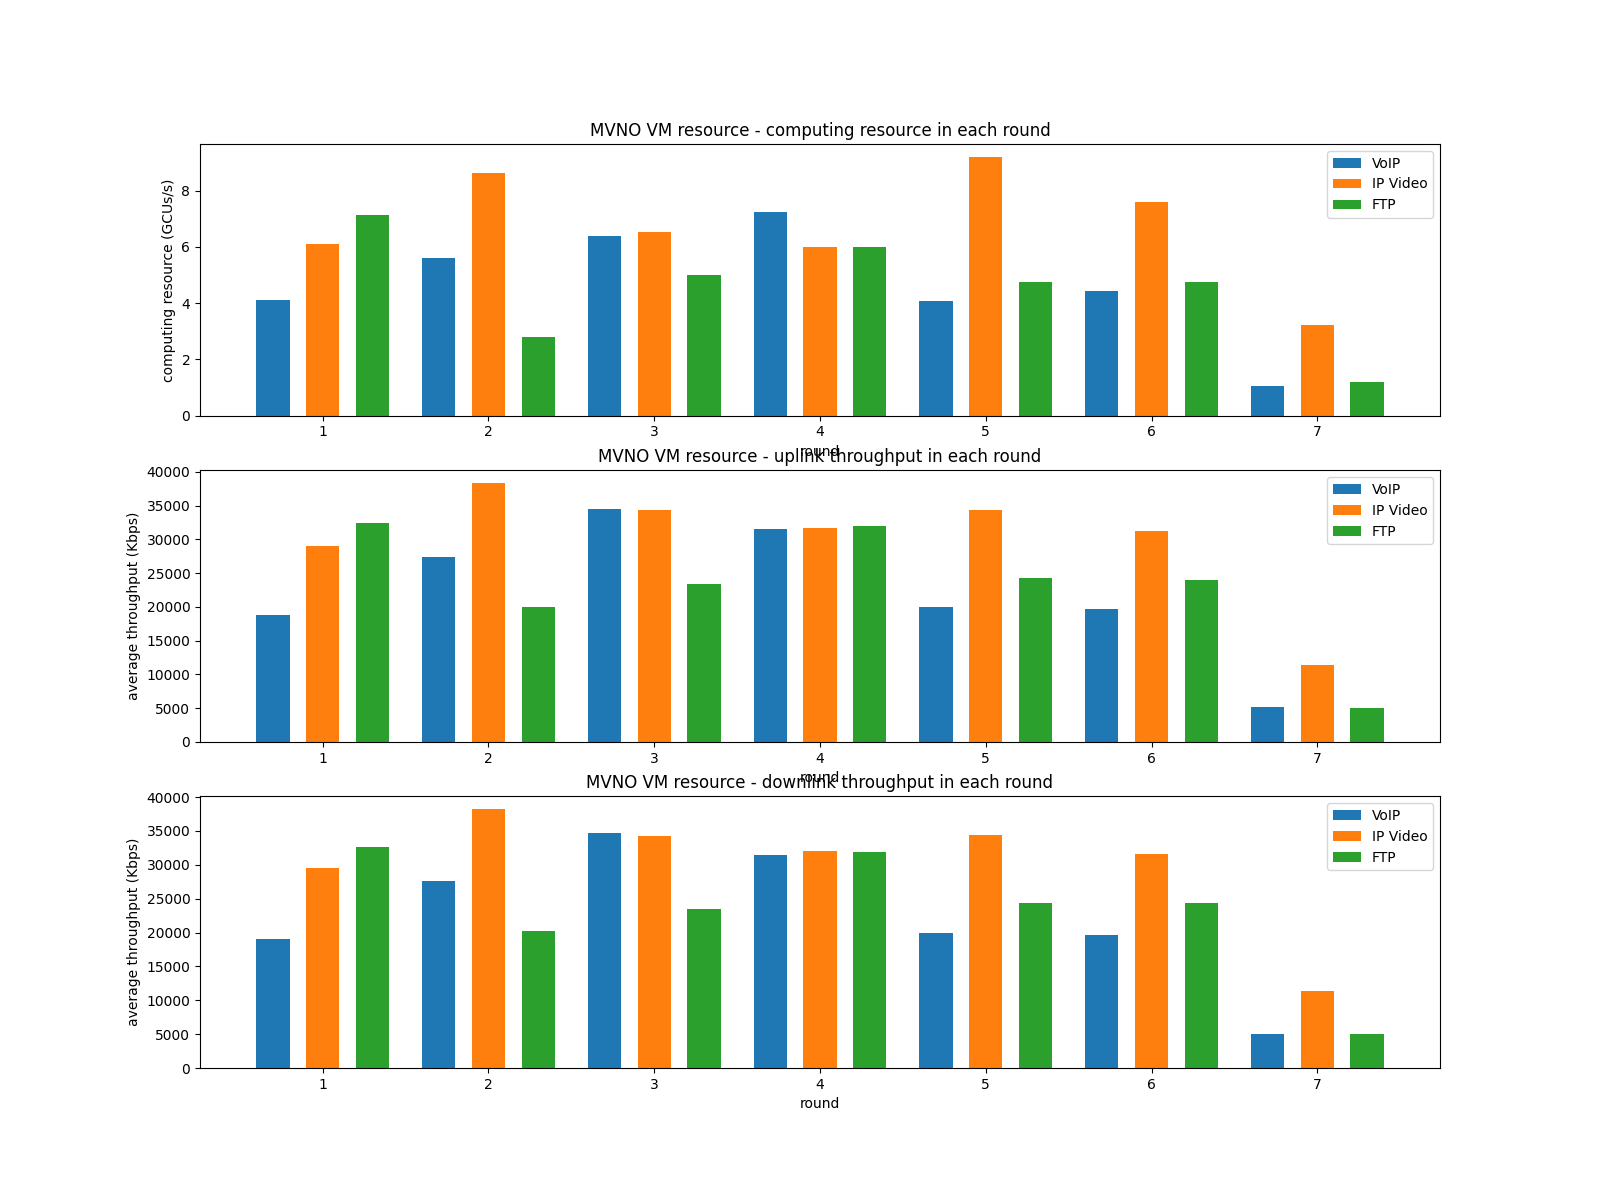 MVNO VM resource - computing resource in each round
computing resource (GCUs/s)
8
6
4
2
0
VoIP
IP Video
FTP
1 2 3 4 5 6 7
round
MVNO VM resource - uplink throughput in each round
average throughput (Kbps)
40000
35000
30000
25000
20000
15000
10000
5000
0
VoIP
IP Video
FTP
1 2 3 4 5 6 7
round
MVNO VM resource - downlink throughput in each round
average throughput (Kbps)
40000
35000
30000
25000
20000
15000
10000
5000
0
VoIP
IP Video
FTP
1 2 3 4 5 6 7
round